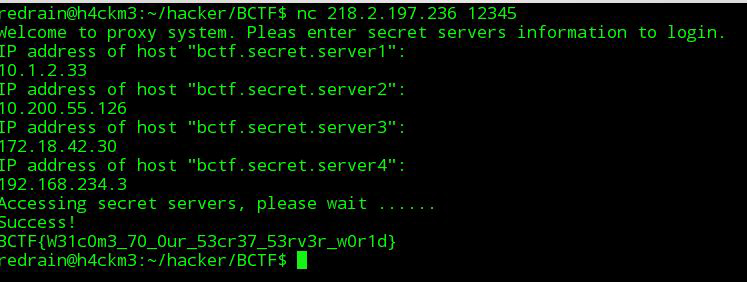 redrain@h4ckm3:~/hacker/BCTF$ nc 218.2.197.236 12345
Welcome to proxy system. Pleas enter secret servers information to login.
IP address of host "bctf.secret.server1":
10.1.2.33
IP address of host "bctf.secret.server2":
10.200.55.126
IP address of host "bctf.secret.server3":
172.18.42.30
IP address of host "bctf.secret.server4":
192.168.234.3
Accessing secret servers, please wait ......
Success!
BCTF{W31c0m3_70_0ur_53cr37_53rv3r_w0r1d}
redrain@h4ckm3:~/hacker/BCTF$